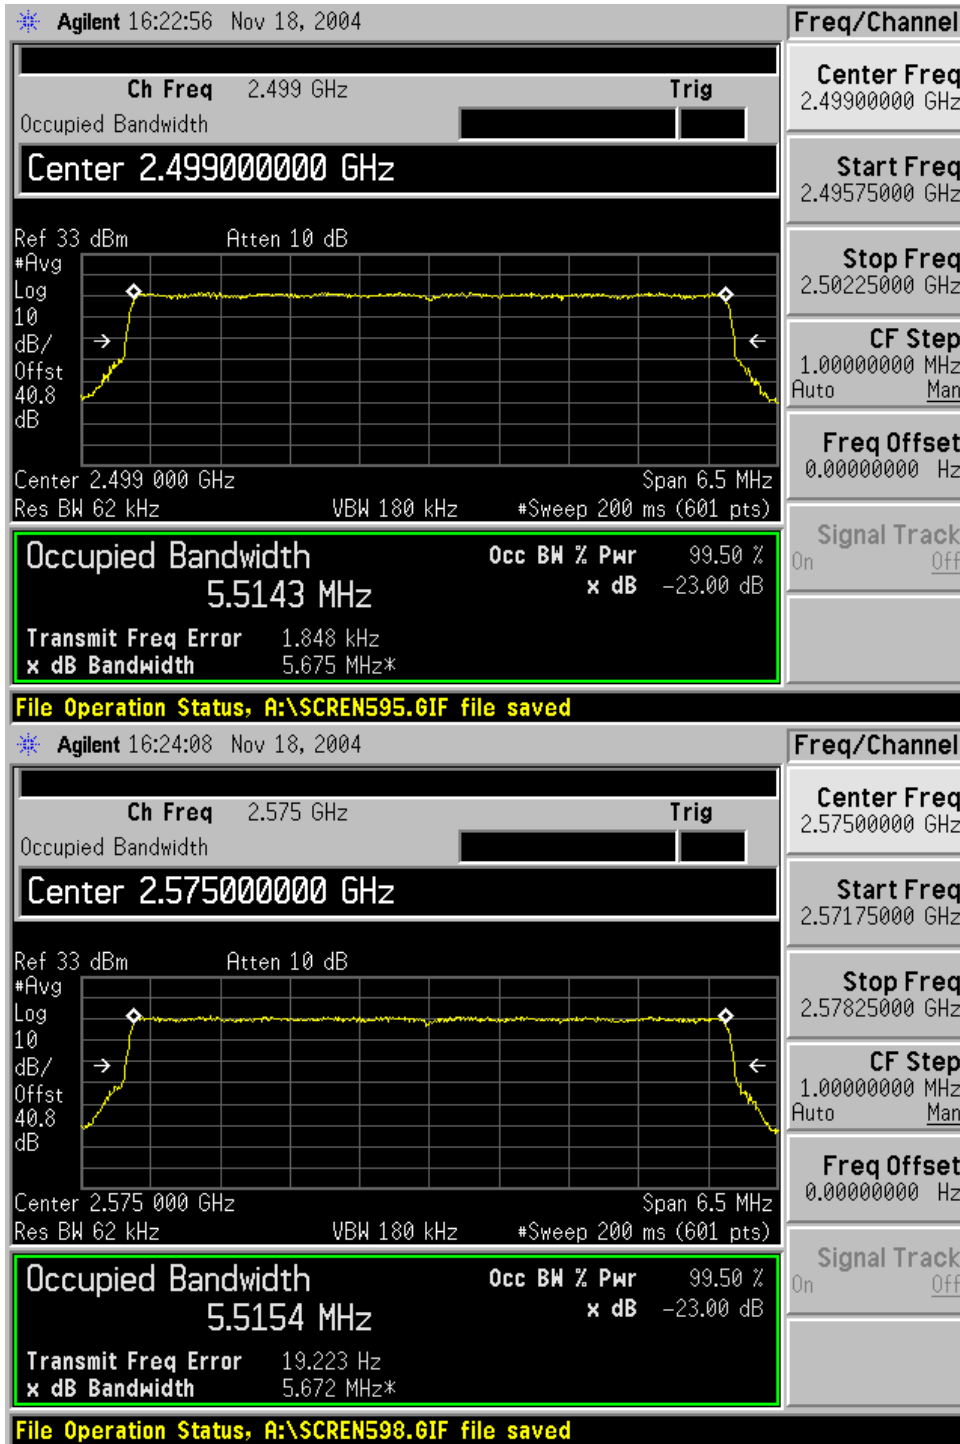 Agilent 16:22:56 Nov 18, 2004
Freq/Channel
Ch Freq 2.499 GHz Trig
Occupied Bandwidth
Center 2.499000000 GHz
Ref 33 dBm Atten 10 dB
#Avg
Log
10
dB/
Offst
40.8
dB
Center 2.499 000 GHz Span 6.5 MHz
Res BW 62 kHz VBW 180 kHz #Sweep 200 ms (601 pts)
Occupied Bandwidth Occ BW % Pwr 99.50 %
5.5143 MHz x dB -23.00 dB
Transmit Freq Error 1.848 kHz
x dB Bandwidth 5.675 MHz*
Center Freq
2.49900000 GHz
Start Freq
2.49575000 GHz
Stop Freq
2.50225000 GHz
CF Step
1.00000000 MHz
Auto Man
Freq Offset
0.00000000 Hz
Signal Track
On Off
File Operation Status, A:\SCREN595.GIF file saved
Agilent 16:24:08 Nov 18, 2004
Freq/Channel
Ch Freq 2.575 GHz Trig
Occupied Bandwidth
Center 2.575000000 GHz
Ref 33 dBm Atten 10 dB
#Avg
Log
10
dB/
Offst
40.8
dB
Center 2.575 000 GHz Span 6.5 MHz
Res BW 62 kHz VBW 180 kHz #Sweep 200 ms (601 pts)
Occupied Bandwidth Occ BW % Pwr 99.50 %
5.5154 MHz x dB -23.00 dB
Transmit Freq Error 19.223 Hz
x dB Bandwidth 5.672 MHz*
Center Freq
2.57500000 GHz
Start Freq
2.57175000 GHz
Stop Freq
2.57825000 GHz
CF Step
1.00000000 MHz
Auto Man
Freq Offset
0.00000000 Hz
Signal Track
On Off
File Operation Status, A:\SCREN598.GIF file saved